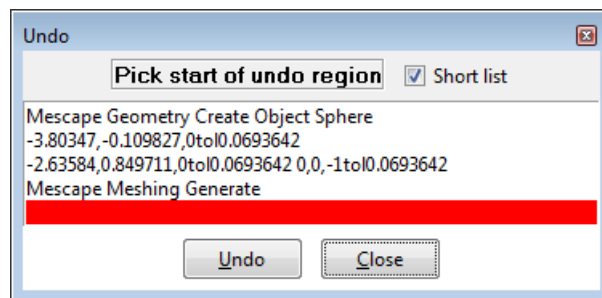 Undo
Pick start of undo region Short list
Mescape Geometry Create Object Sphere
-3.80347,-0.109827,0tol0.0693642
-2.63584,0.849711,0tol0.0693642 0,0,-1tol0.0693642
Mescape Meshing Generate
Undo Close